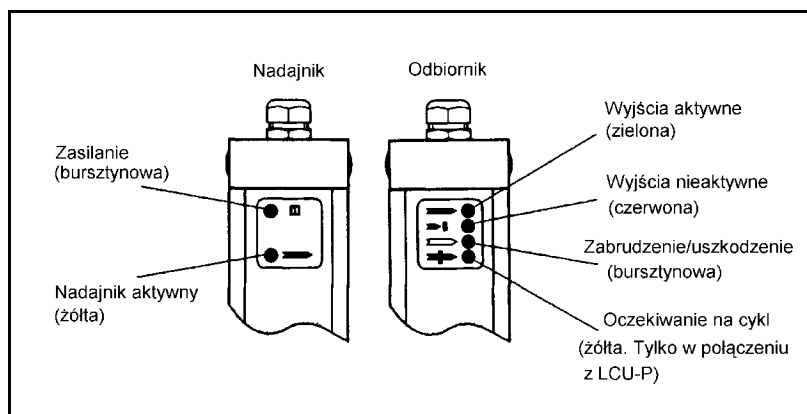 Nadajnik
Odbiornik
Zasilanie
(bursztynowa)
Nadajnik aktywny
(żółta)
Wyjścia aktywne
(zielona)
Wyjścia nieaktywne
(czerwona)
Zabrudzenie/uszkodzenie
(bursztynowa)
Oczekiwanie na cykl
(żółta. Tylko w połączeniu
z LCU-P)